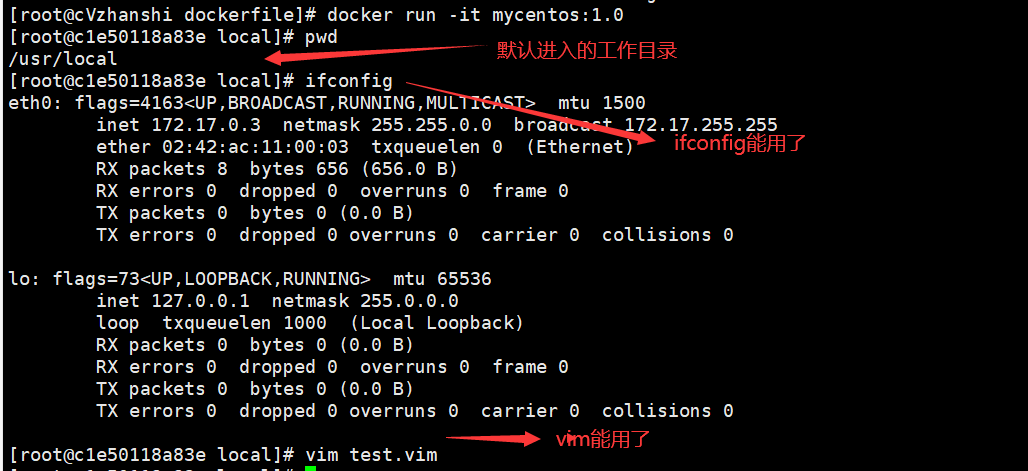 [root@cVzhanshi dockerfile]# docker run -it mycentos:1.0
[root@c1e50118a83e local]# pwd
/usr/local
默认进入的工作目录
[root@c1e50118a83e local]# ifconfig
eth0: flags=4163<UP,BROADCAST,RUNNING,MULTICAST>  mtu 1500
        inet 172.17.0.3  netmask 255.255.0.0  broadcast 172.17.255.255
        ether 02:42:ac:11:00:03  txqueuelen 0  (Ethernet)
ifconfig能用了
        RX packets 8  bytes 656 (656.0 B)
        RX errors 0  dropped 0  overruns 0  frame 0
        TX packets 0  bytes 0 (0.0 B)
        TX errors 0  dropped 0 overruns 0  carrier 0  collisions 0
lo: flags=73<UP,LOOPBACK,RUNNING>  mtu 65536
        inet 127.0.0.1  netmask 255.0.0.0
        loop  txqueuelen 1000  (Local Loopback)
        RX packets 0  bytes 0 (0.0 B)
        RX errors 0  dropped 0  overruns 0  frame 0
        TX packets 0  bytes 0 (0.0 B)
        TX errors 0  dropped 0 overruns 0  carrier 0  collisions 0
vim能用了
[root@c1e50118a83e local]# vim test.vim